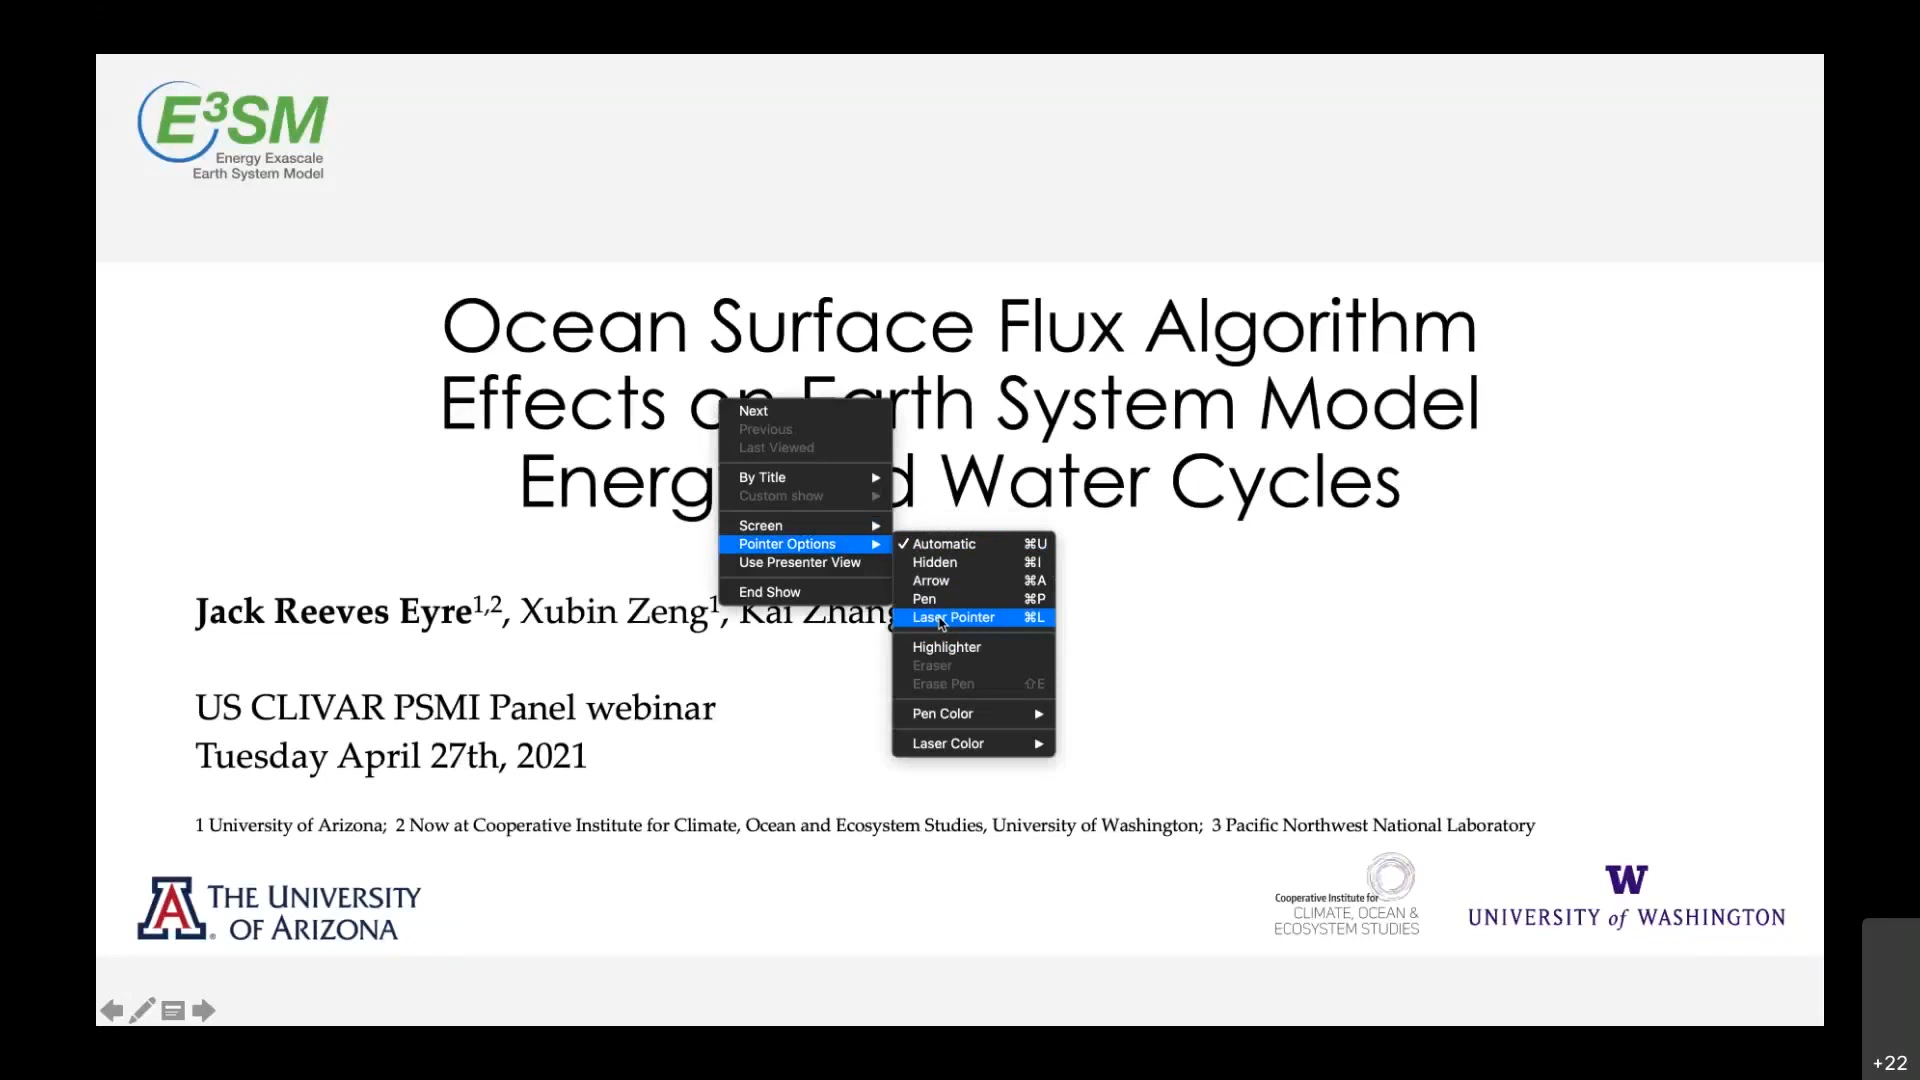 E³SM
Energy Exascale
Earth System Model
Ocean Surface Flux Algorithm
Effects on Earth System Model
Energ d Water Cycles
Next
Previous
Last Viewed
By Title
Custom show
Screen
Pointer Options
Use Presenter View
End Show
✓ Automatic ⌘U
Hidden ⌘I
Arrow ⌘A
Pen ⌘P
Laser Pointer ⌘L
Highlighter
Eraser
Erase Pen ⇧E
Pen Color
Laser Color
Jack Reeves Eyre1,2, Xubin Zeng1, Kai Zhang
US CLIVAR PSMI Panel webinar
Tuesday April 27th, 2021
1 University of Arizona; 2 Now at Cooperative Institute for Climate, Ocean and Ecosystem Studies, University of Washington; 3 Pacific Northwest National Laboratory
A THE UNIVERSITY
OF ARIZONA
Cooperative Institute for
CLIMATE, OCEAN &
ECOSYSTEM STUDIES
W
UNIVERSITY of WASHINGTON
+22